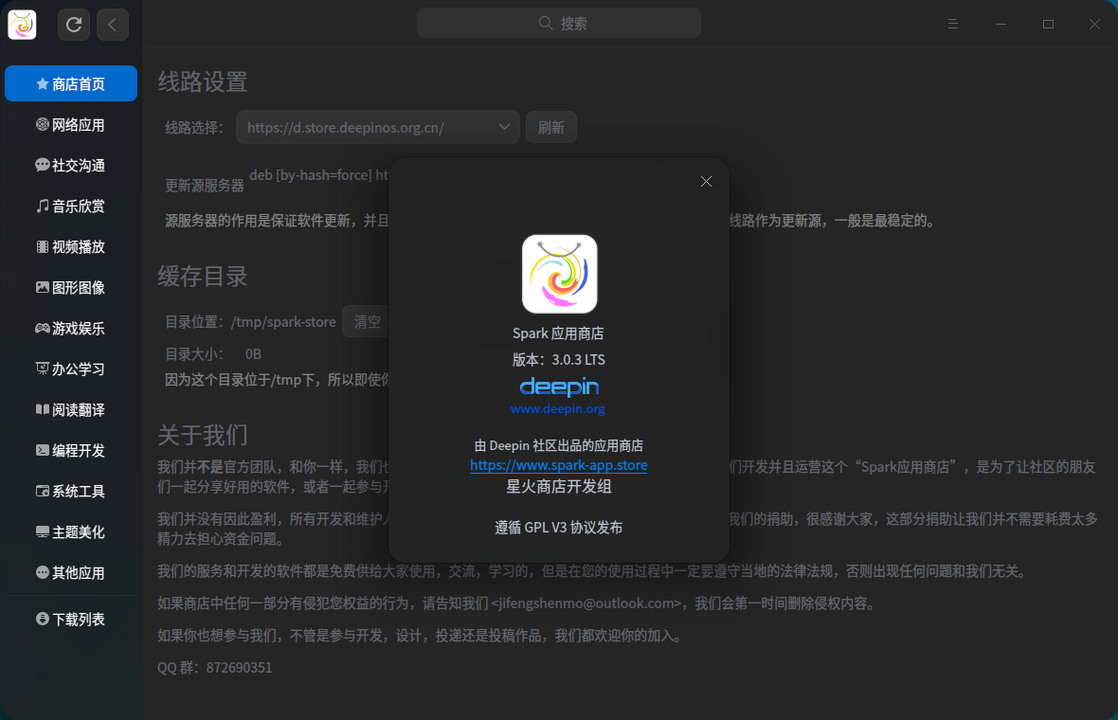 搜索
商店首页
网络应用
社交沟通
音乐欣赏
视频播放
图形图像
游戏娱乐
办公学习
阅读翻译
编程开发
系统工具
主题美化
其他应用
下载列表
线路设置
线路选择： https://d.store.deepinos.org.cn/ 刷新
更新源服务器 deb [by-hash=force] ht
源服务器的作用是保证软件更新，并且 线路作为更新源，一般是最稳定的。
缓存目录
目录位置：/tmp/spark-store 清空
目录大小： 0B
因为这个目录位于/tmp下，所以即使
关于我们
我们并不是官方团队，和你一样，我们 们开发并且运营这个“Spark应用商店”，是为了让社区的朋友
们一起分享好用的软件，或者一起参与
我们并没有因此盈利，所有开发和维护 我们的捐助，很感谢大家，这部分捐助让我们并不需要耗费太多
精力去担心资金问题。
我们的服务和开发的软件都是免费供给大家使用，交流，学习的，但是在您的使用过程中一定要遵守当地的法律法规，否则出现任何问题和我们无关。
如果商店中任何一部分有侵犯您权益的行为，请告知我们 <jifengshenmo@outlook.com>，我们会第一时间删除侵权内容。
如果你也想参与我们，不管是参与开发，设计，投递还是投稿作品，我们都欢迎你的加入。
QQ 群：872690351
Spark 应用商店
版本：3.0.3 LTS
deepin
www.deepin.org
由 Deepin 社区出品的应用商店
https://www.spark-app.store
星火商店开发组
遵循 GPL V3 协议发布